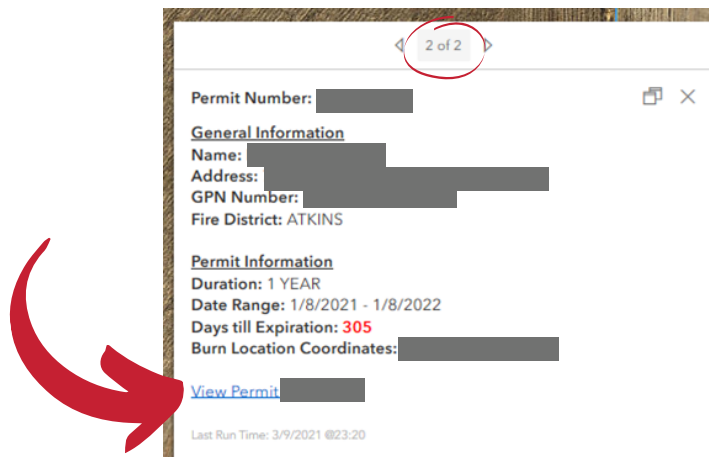 2 of 2
Permit Number:
General Information
Name:
Address:
GPN Number:
Fire District: ATKINS
Permit Information
Duration: 1 YEAR
Date Range: 1/8/2021 - 1/8/2022
Days till Expiration: 305
Burn Location Coordinates:
View Permit
Last Run Time: 3/9/2021 @23:20